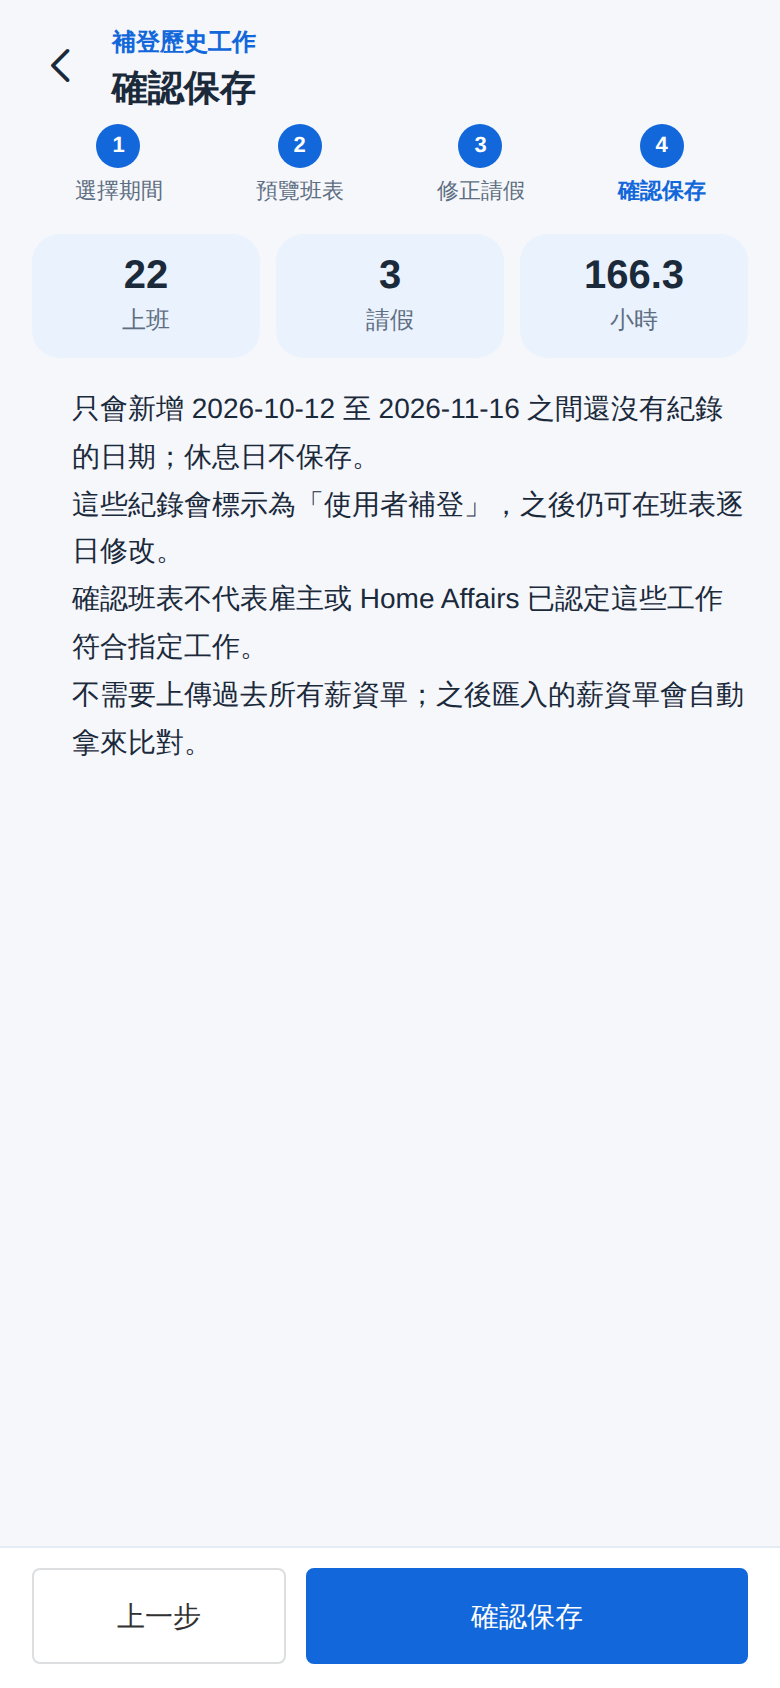 補登歷史工作
確認保存
1 2 3 4
選擇期間 預覽班表 修正請假 確認保存
22 3 166.3
上班 請假 小時
只會新增 2026-10-12 至 2026-11-16 之間還沒有紀錄
的日期；休息日不保存。
這些紀錄會標示為「使用者補登」，之後仍可在班表逐
日修改。
確認班表不代表雇主或 Home Affairs 已認定這些工作
符合指定工作。
不需要上傳過去所有薪資單；之後匯入的薪資單會自動
拿來比對。
上一步 確認保存